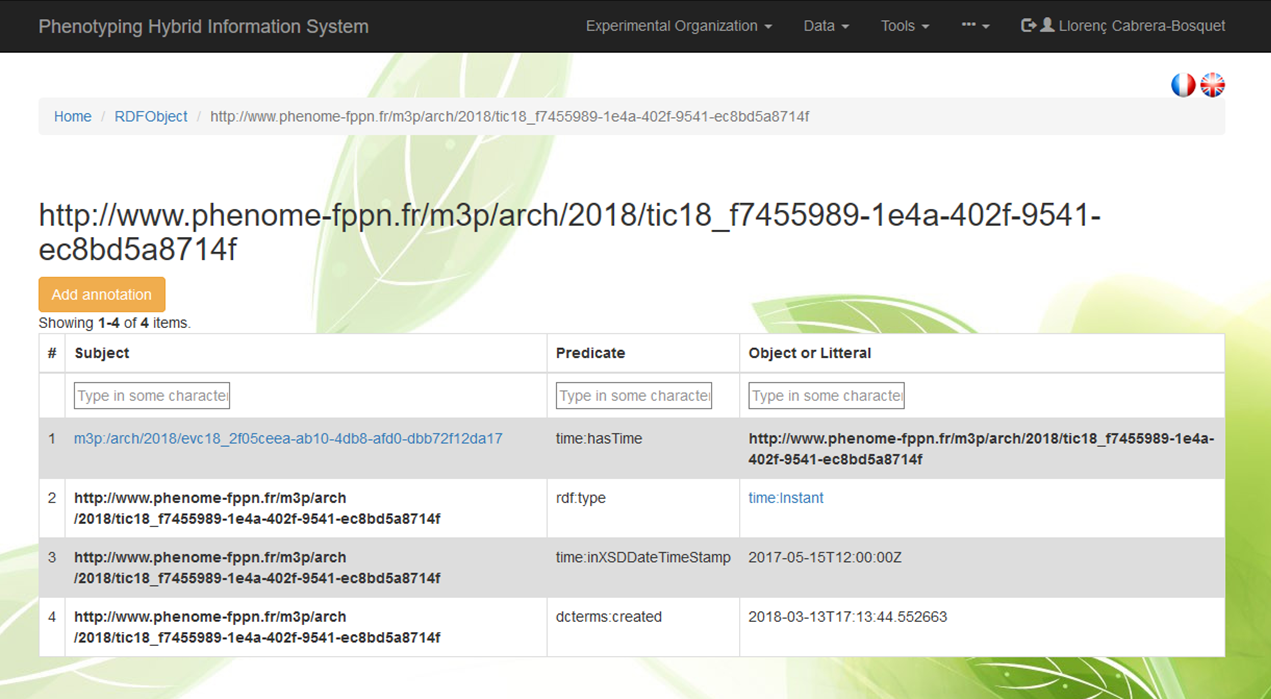 Phenotyping Hybrid Information System Experimental Organization Data Tools ••• Llorenç Cabrera-Bosquet
Home / RDFObject / http://www.phenome-fppn.fr/m3p/arch/2018/tic18_f7455989-1e4a-402f-9541-ec8bd5a8714f
http://www.phenome-fppn.fr/m3p/arch/2018/tic18_f7455989-1e4a-402f-9541-
ec8bd5a8714f
Add annotation
Showing 1-4 of 4 items.
# Subject Predicate Object or Litteral
Type in some character Type in some character Type in some character
1 m3p:/arch/2018/evc18_2f05ceea-ab10-4db8-afd0-dbb72f12da17 time:hasTime http://www.phenome-fppn.fr/m3p/arch/2018/tic18_f7455989-1e4a-
402f-9541-ec8bd5a8714f
2 http://www.phenome-fppn.fr/m3p/arch rdf:type time:Instant
/2018/tic18_f7455989-1e4a-402f-9541-ec8bd5a8714f
3 http://www.phenome-fppn.fr/m3p/arch time:inXSDDateTimeStamp 2017-05-15T12:00:00Z
/2018/tic18_f7455989-1e4a-402f-9541-ec8bd5a8714f
4 http://www.phenome-fppn.fr/m3p/arch dcterms:created 2018-03-13T17:13:44.552663
/2018/tic18_f7455989-1e4a-402f-9541-ec8bd5a8714f